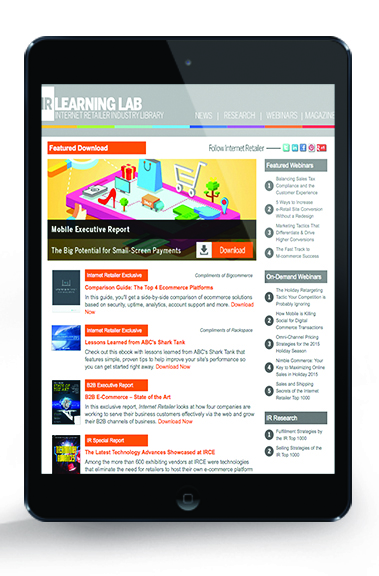 IR LEARNING LAB
INTERNET RETAILER INDUSTRY LIBRARY
NEWS | RESEARCH | WEBINARS | MAGAZINE
Featured Download
Follow Internet Retailer
Mobile Executive Report
The Big Potential for Small-Screen Payments
Download
Internet Retailer Exclusive
Compliments of Bigcommerce
Comparison Guide: The Top 4 Ecommerce Platforms
In this guide, you'll get a side-by-side comparison of ecommerce solutions
based on security, uptime, analytics, account support and more. Download
Now
Internet Retailer Exclusive
Compliments of Rackspace
Lessons Learned from ABC's Shark Tank
Check out this ebook with lessons learned from ABC's Shark Tank that
features simple, proven tips to help improve your site's performance so
you can get started right away. Download Now
B2B Executive Report
B2B E-Commerce – State of the Art
In this exclusive report, Internet Retailer looks at how four companies are
working to serve their business customers effectively via the web and grow
their B2B channels of business. Download Now
IR Special Report
The Latest Technology Advances Showcased at IRCE
Among the more than 600 exhibiting vendors at IRCE were technologies
that eliminate the need for retailers to host their own e-commerce platform
Featured Webinars
1 Balancing Sales Tax
Compliance and the
Customer Experience
2 5 Ways to Increase
e-Retail Site Conversion
Without a Redesign
3 Marketing Tactics That
Differentiate & Drive
Higher Conversions
4 The Fast Track to
M-commerce Success
On-Demand Webinars
1 The Holiday Retargeting
Tactic Your Competition is
Probably Ignoring
2 How Mobile is Killing
Social for Digital
Commerce Transactions
3 Omni-Channel Pricing
Strategies for the 2015
Holiday Season
4 Nimble Commerce: Your
Key to Maximizing Online
Sales in Holiday 2015
5 Sales and Shipping
Secrets of the Internet
Retailer Top 1000
IR Research
1 Fulfillment Strategies by
the IR Top 1000
2 Selling Strategies of the
IR Top 1000